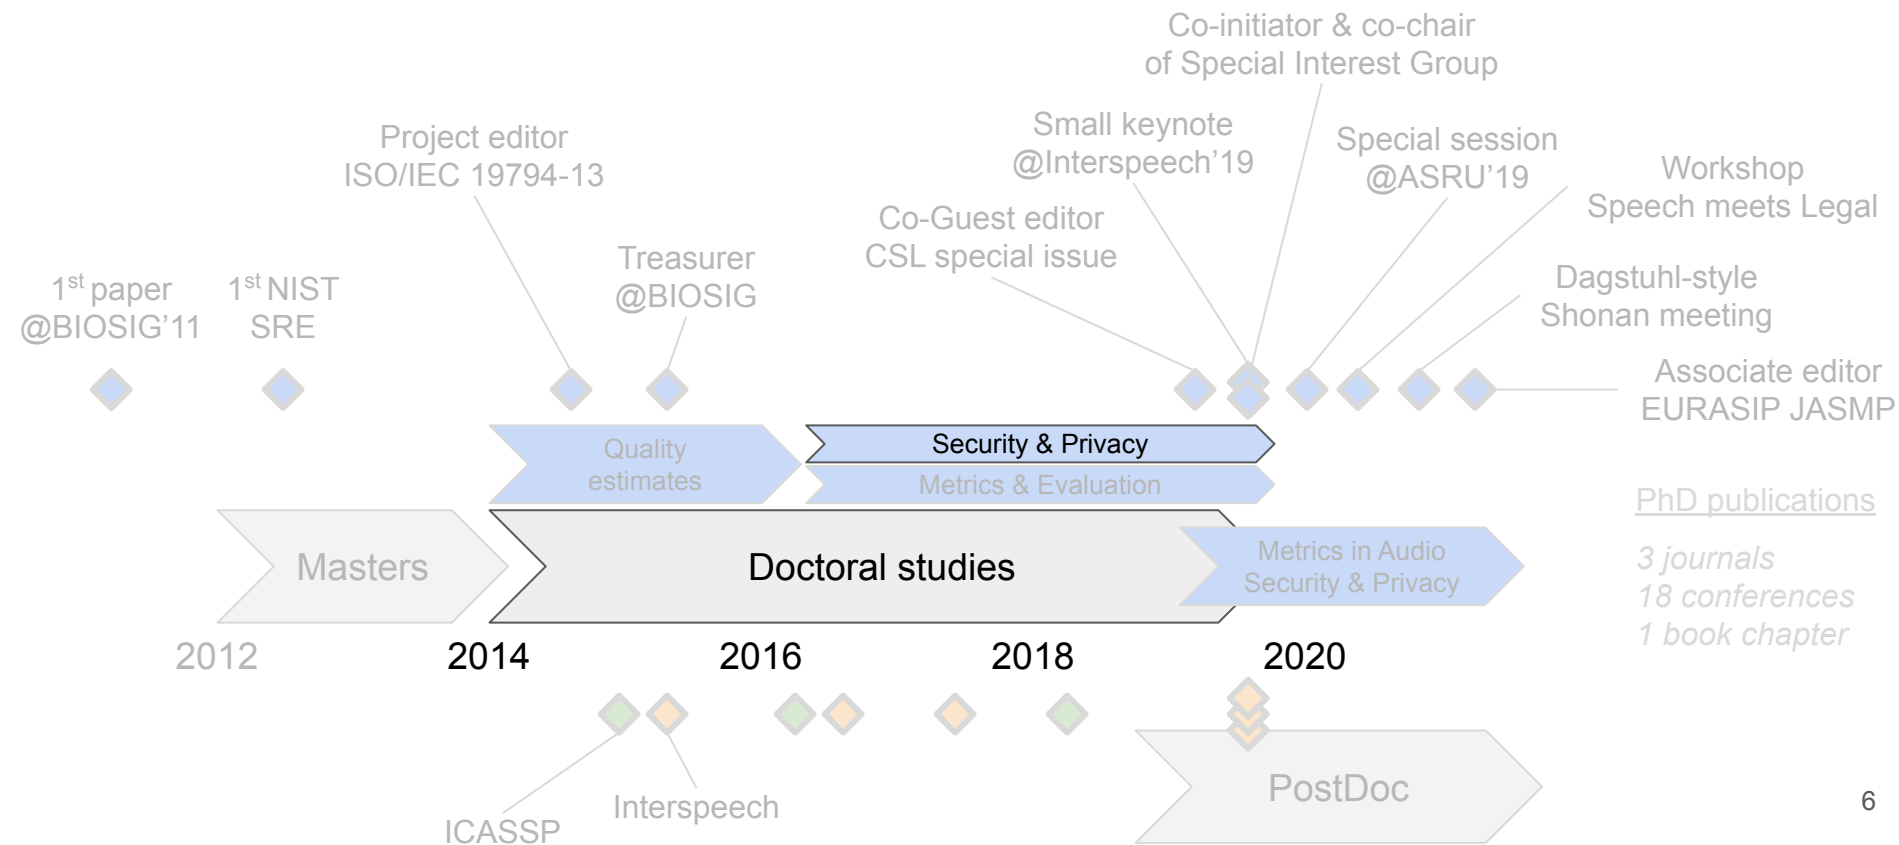 Co-initiator & co-chair
of Special Interest Group
Project editor
ISO/IEC 19794-13
Small keynote
@Interspeech’19
Special session
@ASRU’19
Workshop
Speech meets Legal
Co-Guest editor
CSL special issue
1st paper
@BIOSIG’11
1st NIST
SRE
Treasurer
@BIOSIG
Dagstuhl-style
Shonan meeting
Associate editor
EURASIP JASMP
Quality
estimates
Security & Privacy
Metrics & Evaluation
PhD publications
3 journals
18 conferences
1 book chapter
Masters
Doctoral studies
Metrics in Audio
Security & Privacy
2012
2014
2016
2018
2020
ICASSP
Interspeech
PostDoc
6